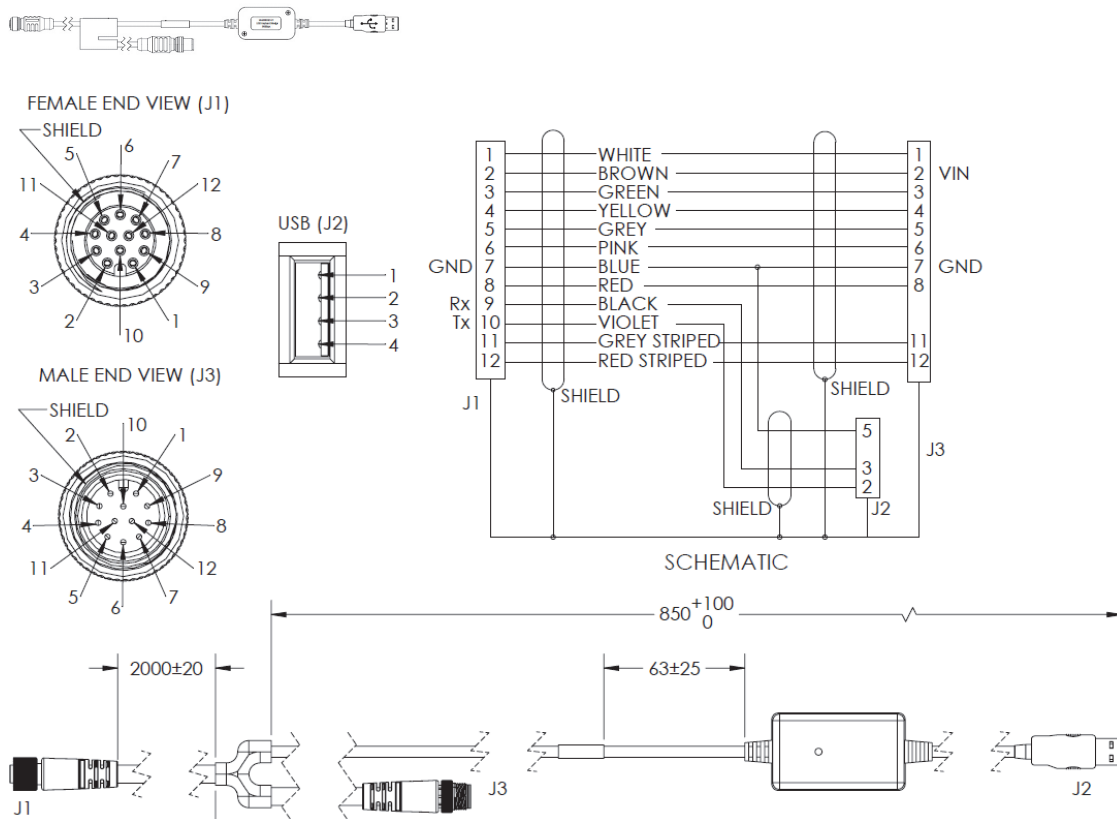 FEMALE END VIEW (J1)
SHIELD
6
5
7
11
12
4
8
3
9
2
1
10
USB (J2)
1
2
3
4
MALE END VIEW (J3)
SHIELD
10
2
1
3
9
4
8
11
12
5
7
6
1 WHITE 1
2 BROWN 2 VIN
3 GREEN 3
4 YELLOW 4
5 GREY 5
6 PINK 6
GND 7 BLUE 7 GND
8 RED 8
Rx 9 BLACK
Tx 10 VIOLET
11 GREY STRIPED 11
12 RED STRIPED 12
J1 SHIELD SHIELD
J3
5
3
2
SHIELD J2
SCHEMATIC
850 +100
0
2000±20
63±25
J1
J3
J2